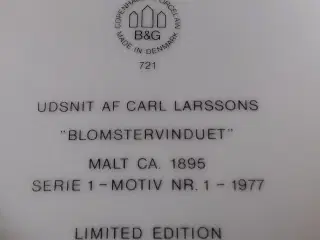 COPENHAGEN PORCELAIN
B&G
MADE IN DENMARK
721
UDSNIT AF CARL LARSSONS
"BLOMSTERVINDUET"
MALT CA. 1895
SERIE 1 - MOTIV NR. 1 - 1977
LIMITED EDITION